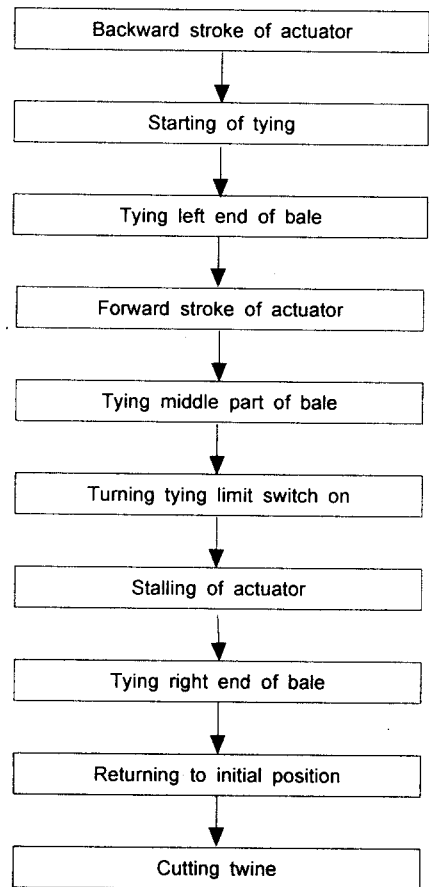 Backward stroke of actuator
Starting of tying
Tying left end of bale
Forward stroke of actuator
Tying middle part of bale
Turning tying limit switch on
Stalling of actuator
Tying right end of bale
Returning to initial position
Cutting twine